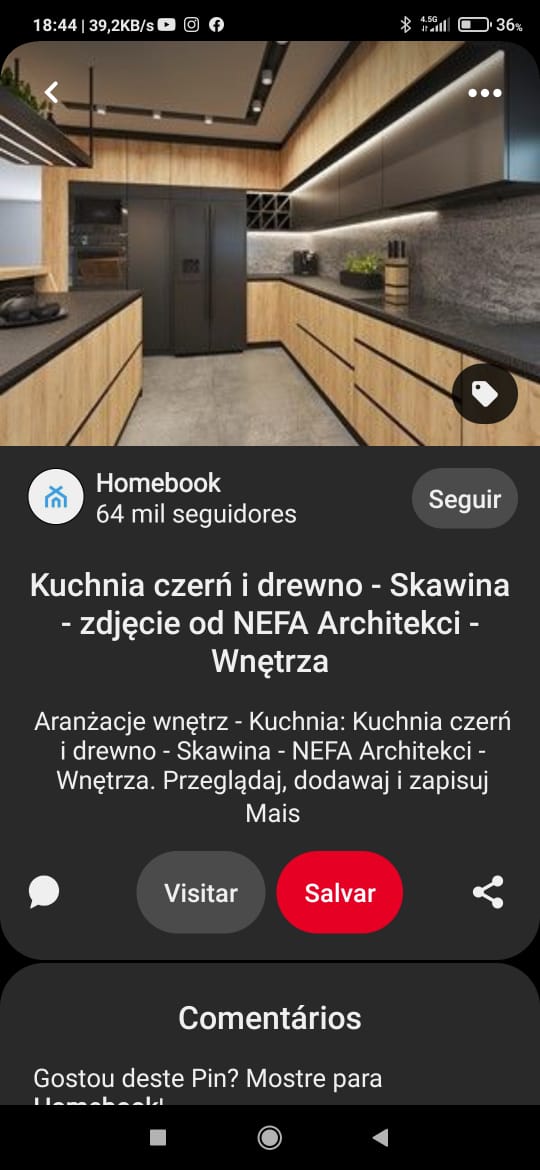 18:44 | 39,2KB/s
4.5G
36%
Homebook
64 mil seguidores
Seguir
Kuchnia czerń i drewno - Skawina
- zdjęcie od NEFA Architekci -
Wnętrza
Aranżacje wnętrz - Kuchnia: Kuchnia czerń
i drewno - Skawina - NEFA Architekci -
Wnętrza. Przeglądaj, dodawaj i zapisuj
Mais
Visitar
Salvar
Comentários
Gostou deste Pin? Mostre para
Homebook!